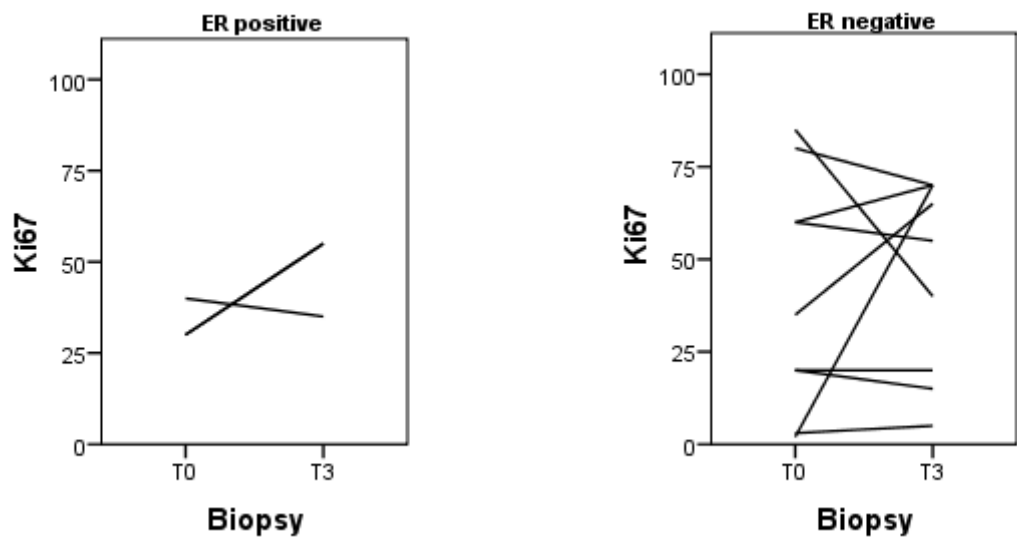 ER positive
100
75
50
25
0
Ki67
T0 T3
Biopsy
ER negative
100
75
50
25
0
Ki67
T0 T3
Biopsy